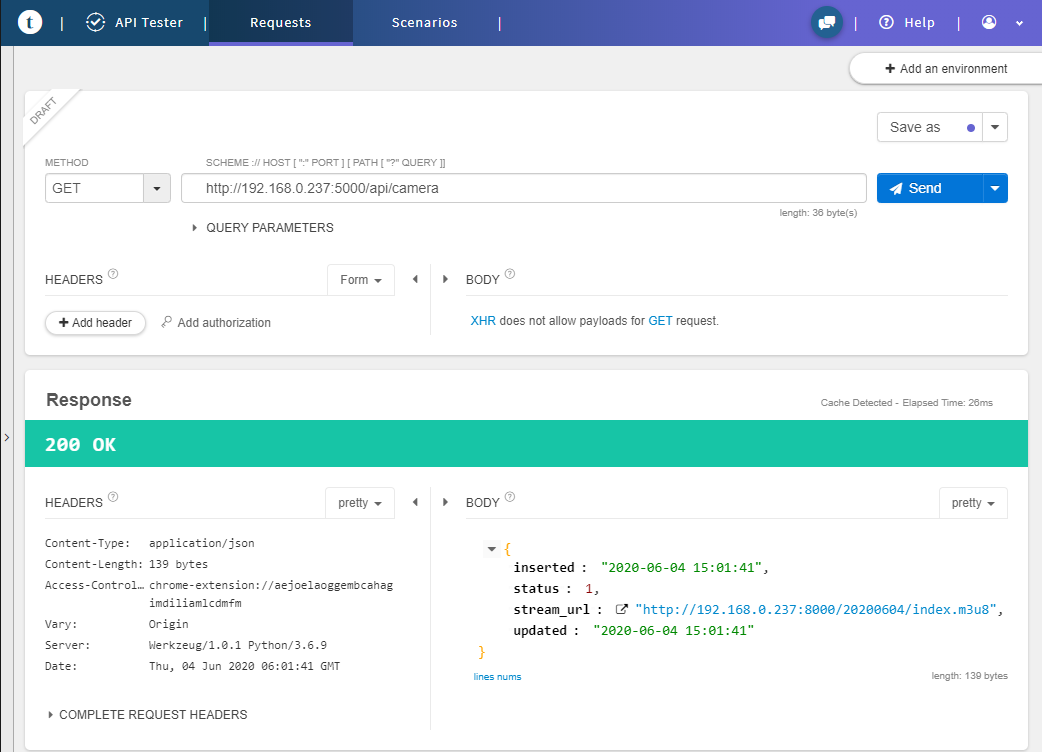 t | API Tester | Requests Scenarios | | Help |
+ Add an environment
DRAFT
Save as
METHOD SCHEME :// HOST [ ":" PORT ] [ PATH [ "?" QUERY ]]
GET http://192.168.0.237:5000/api/camera Send
length: 36 byte(s)
QUERY PARAMETERS
HEADERS ? Form BODY ?
+ Add header Add authorization XHR does not allow payloads for GET request.
Response Cache Detected - Elapsed Time: 26ms
200 OK
HEADERS ? pretty BODY ? pretty
Content-Type: application/json
Content-Length: 139 bytes
Access-Control… chrome-extension://aejoelaoggembcahag
imdiliamlcdmfm
Vary: Origin
Server: Werkzeug/1.0.1 Python/3.6.9
Date: Thu, 04 Jun 2020 06:01:41 GMT
COMPLETE REQUEST HEADERS
{
inserted : "2020-06-04 15:01:41",
status : 1,
stream_url : "http://192.168.0.237:8000/20200604/index.m3u8",
updated : "2020-06-04 15:01:41"
}
lines nums length: 139 bytes